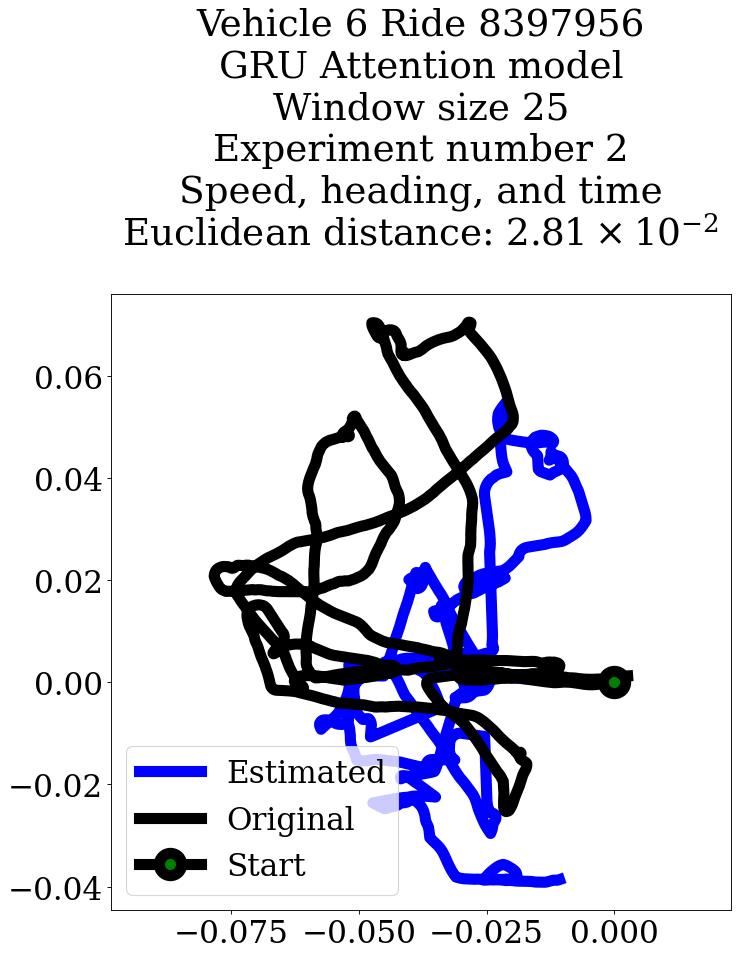 Vehicle 6 Ride 8397956
GRU Attention model
Window size 25
Experiment number 2
Speed, heading, and time
Euclidean distance: 2.81 × 10⁻²
0.06
0.04
0.02
0.00
−0.02
−0.04
Estimated
Original
Start
−0.075 −0.050 −0.025 0.000